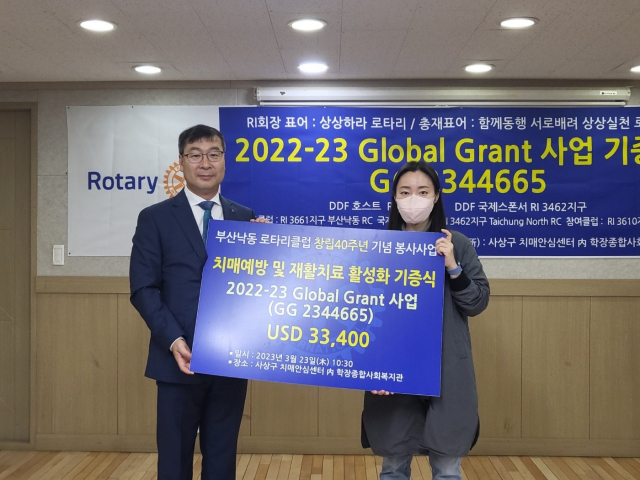 RI회장 표어 : 상상하라 로타리 / 총재표어 : 함께동행 서로배려 상상실천 로
2022-23 Global Grant 사업 기증
GG 2344665
Rotary
DDF 호스트
DDF 국제스폰서 RI 3462지구
RI 3661지구 부산낙동 RC
3462지구 Taichung North RC 참여클럽 : RI 3610
사상구 치매안심센터 內 학장종합사회
부산낙동 로타리클럽 창립40주년 기념 봉사사업
치매예방 및 재활치료 활성화 기증식
2022-23 Global Grant 사업
(GG 2344665)
USD 33,400
•일시 : 2023년 3월 23일(木) 10:30
•장소 : 사상구 치매안심센터 內 학장종합사회복지관